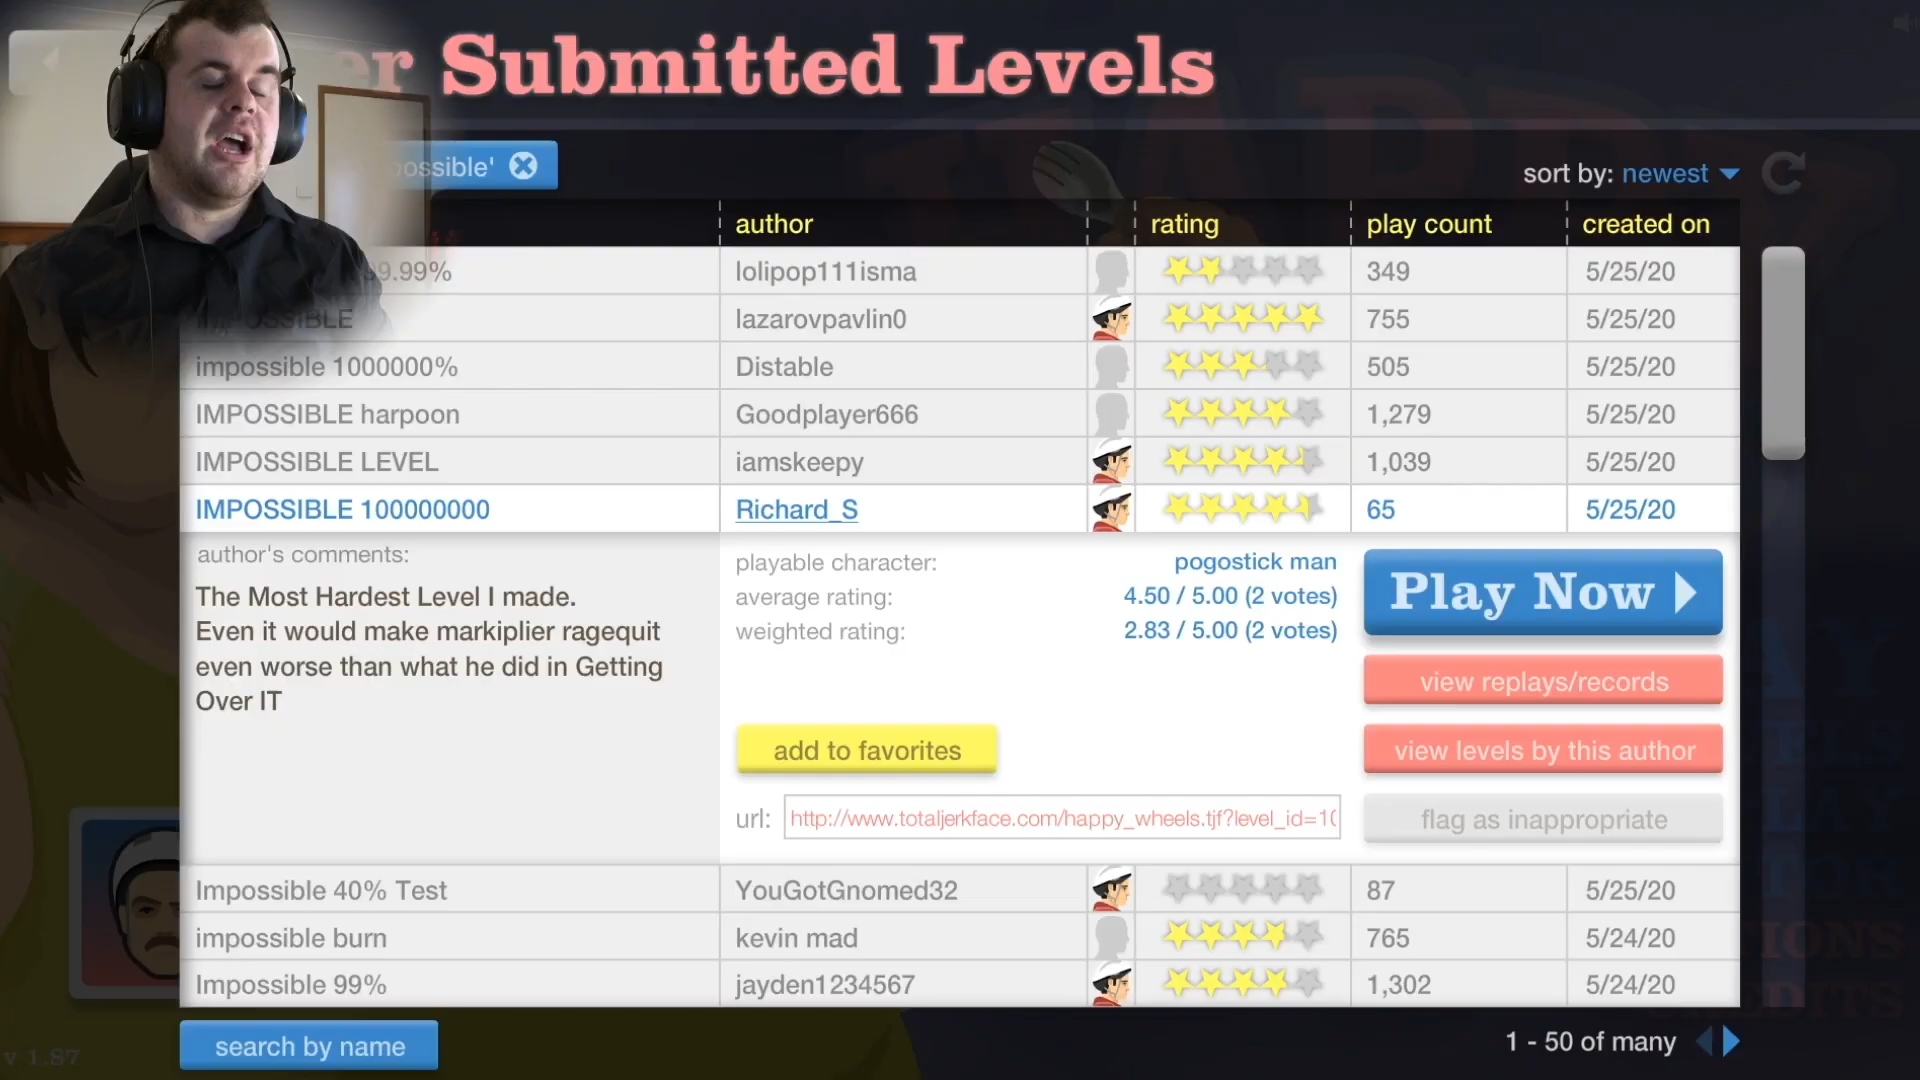 er Submitted Levels
possible'
sort by: newest
author rating play count created on
9.99% lolipop111isma 349 5/25/20
IMPOSSIBLE lazarovpavlin0 755 5/25/20
impossible 1000000% Distable 505 5/25/20
IMPOSSIBLE harpoon Goodplayer666 1,279 5/25/20
IMPOSSIBLE LEVEL iamskeepy 1,039 5/25/20
IMPOSSIBLE 100000000 Richard_S 65 5/25/20
author's comments:
The Most Hardest Level I made.
Even it would make markiplier ragequit
even worse than what he did in Getting
Over IT
playable character: pogostick man
average rating: 4.50 / 5.00 (2 votes)
weighted rating: 2.83 / 5.00 (2 votes)
add to favorites
url: http://www.totaljerkface.com/happy_wheels.tjf?level_id=10
Play Now
view replays/records
view levels by this author
flag as inappropriate
Impossible 40% Test YouGotGnomed32 87 5/25/20
impossible burn kevin mad 765 5/24/20
Impossible 99% jayden1234567 1,302 5/24/20
search by name
1 - 50 of many
v 1.87